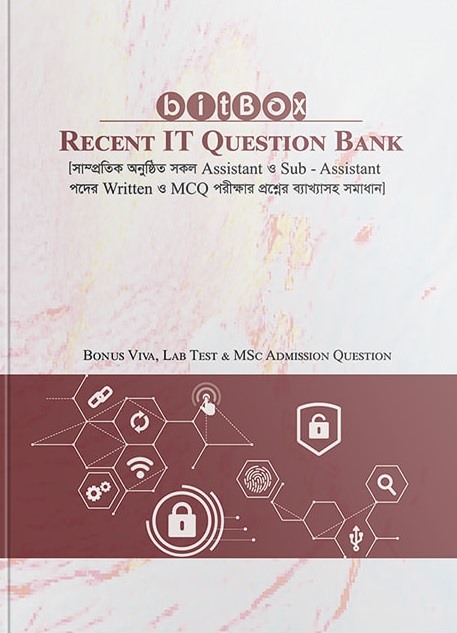 bitBox
RECENT IT QUESTION BANK
[সাম্প্রতিক অনুষ্ঠিত সকল Assistant ও Sub - Assistant
পদের Written ও MCQ পরীক্ষার প্রশ্নের ব্যাখ্যাসহ সমাধান]
BONUS VIVA, LAB TEST & MSC ADMISSION QUESTION